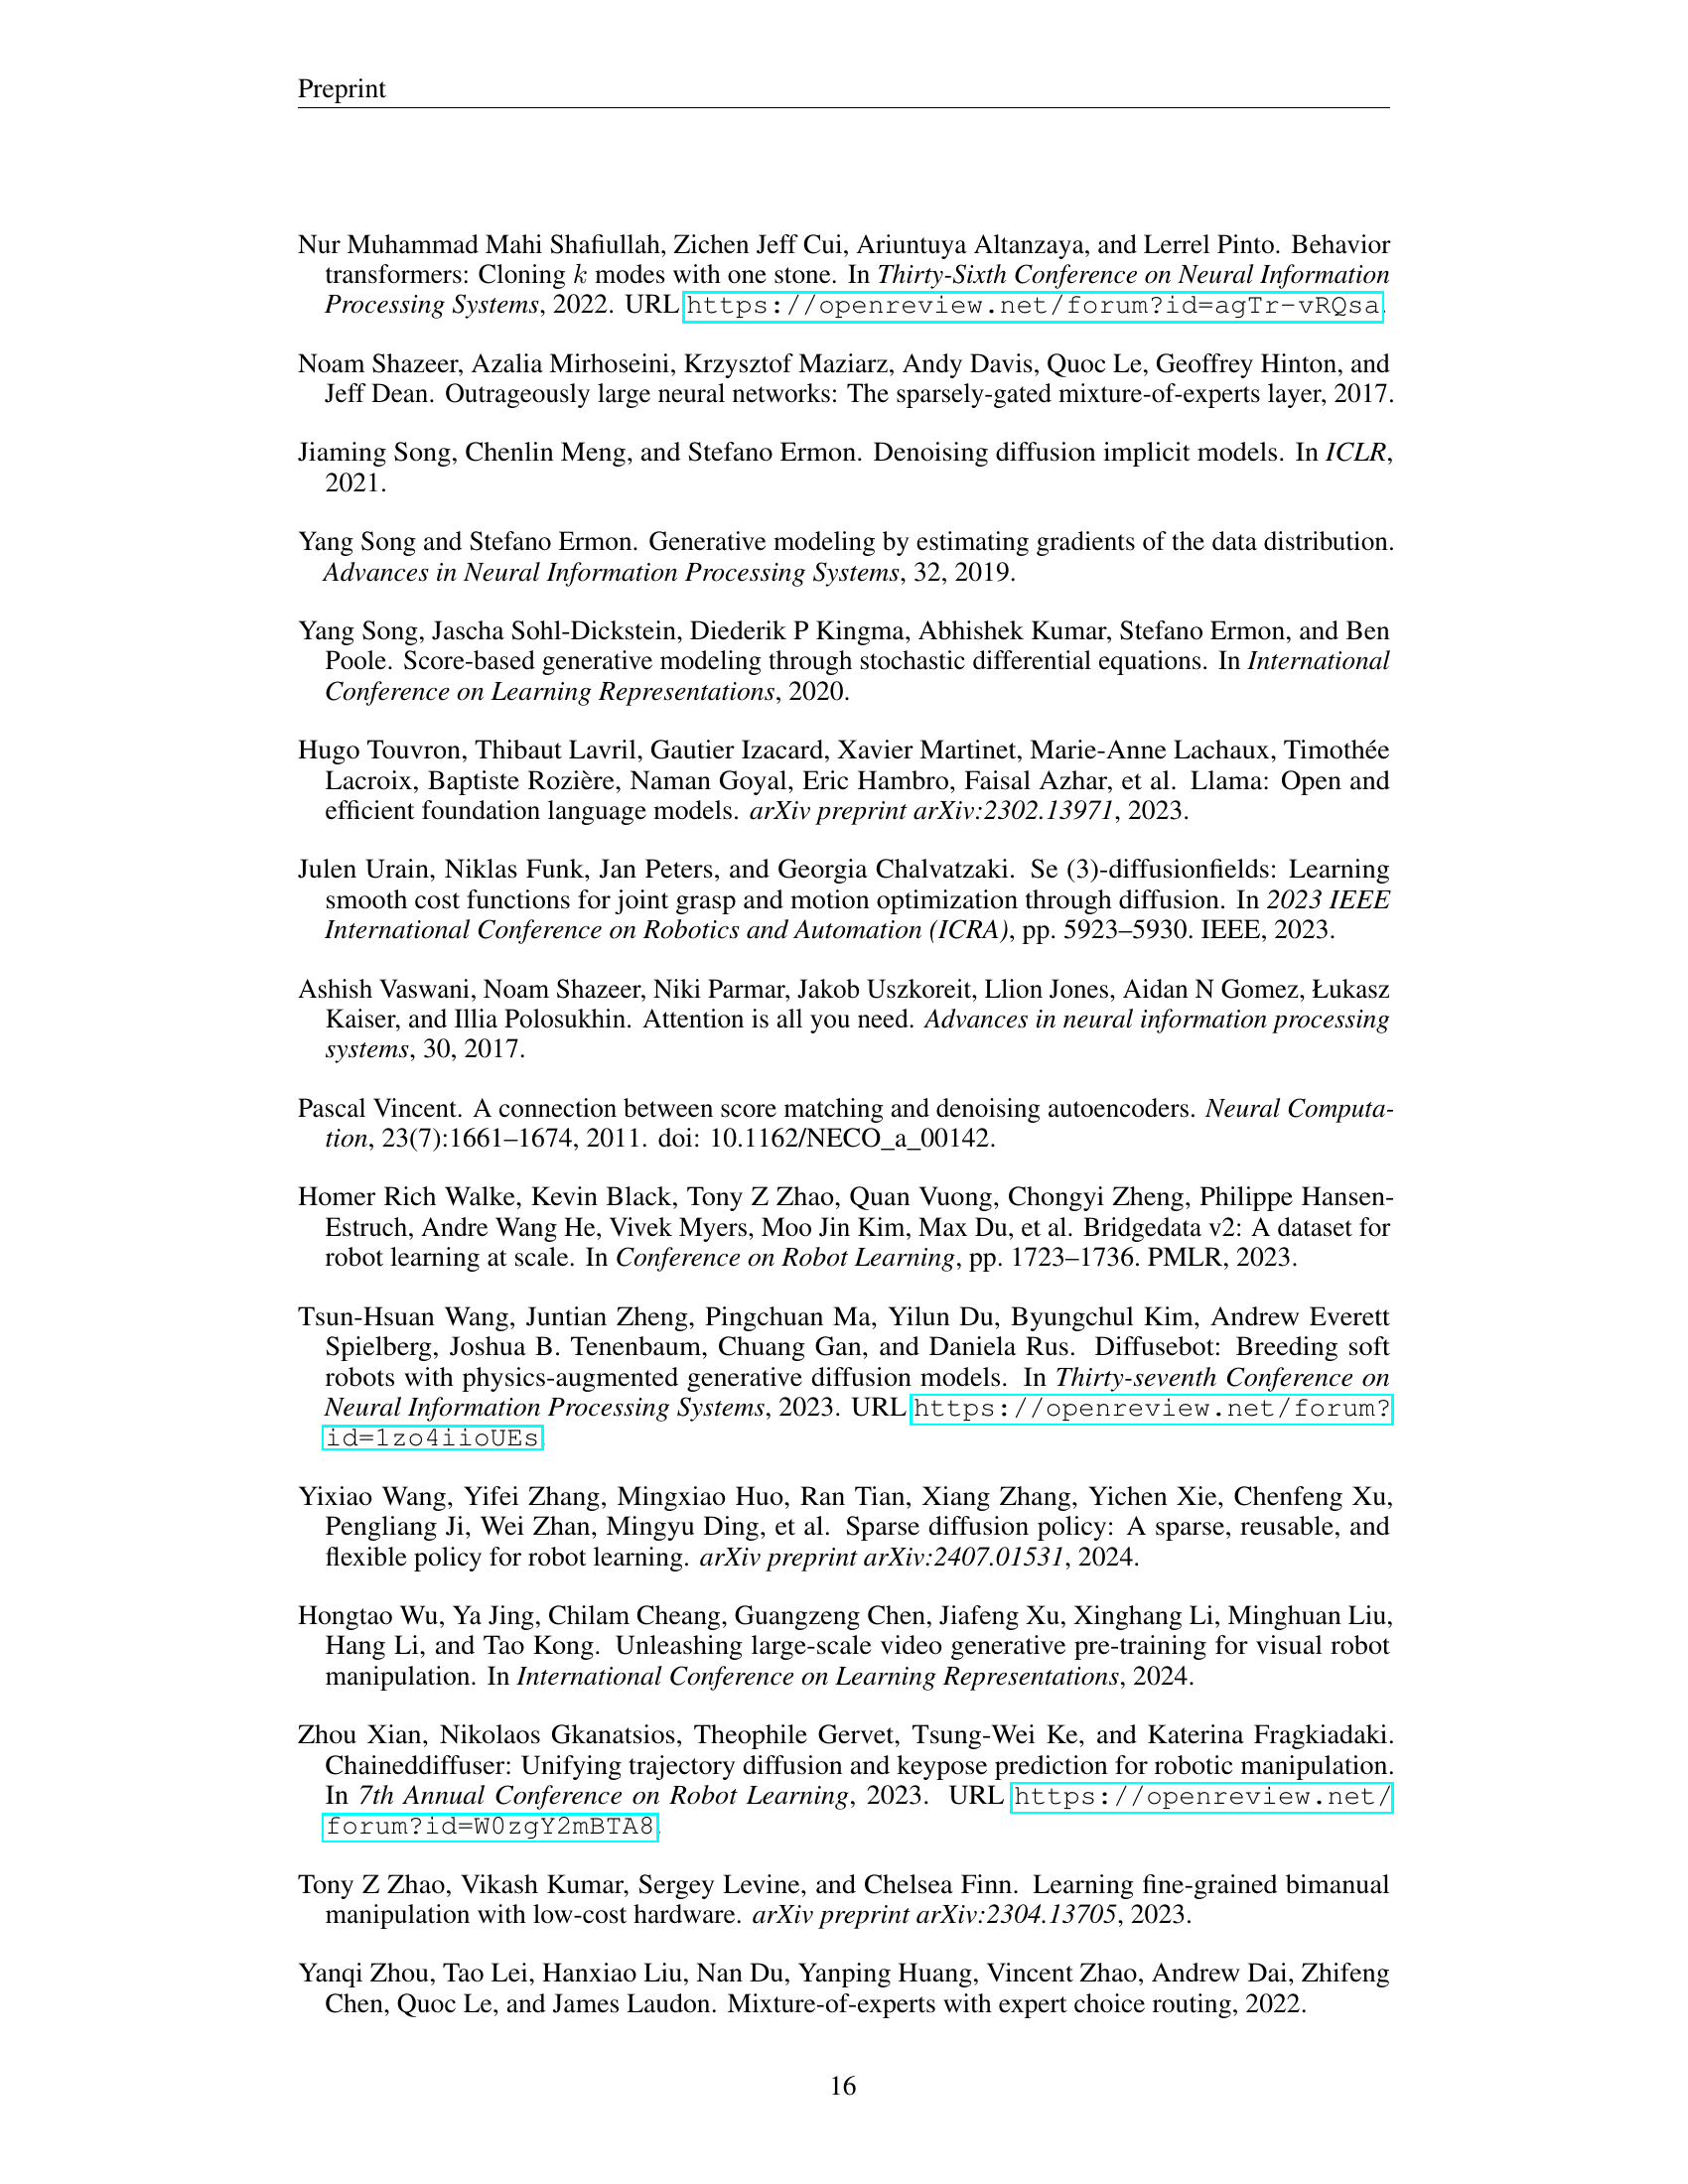 Preprint
Nur Muhammad Mahi Shafiullah, Zichen Jeff Cui, Ariuntuya Altanzaya, and Lerrel Pinto. Behavior
transformers: Cloning k modes with one stone. In Thirty-Sixth Conference on Neural Information
Processing Systems, 2022. URL https://openreview.net/forum?id=agTr-vRQsa.
Noam Shazeer, Azalia Mirhoseini, Krzysztof Maziarz, Andy Davis, Quoc Le, Geoffrey Hinton, and
Jeff Dean. Outrageously large neural networks: The sparsely-gated mixture-of-experts layer, 2017.
Jiaming Song, Chenlin Meng, and Stefano Ermon. Denoising diffusion implicit models. In ICLR,
2021.
Yang Song and Stefano Ermon. Generative modeling by estimating gradients of the data distribution.
Advances in Neural Information Processing Systems, 32, 2019.
Yang Song, Jascha Sohl-Dickstein, Diederik P Kingma, Abhishek Kumar, Stefano Ermon, and Ben
Poole. Score-based generative modeling through stochastic differential equations. In International
Conference on Learning Representations, 2020.
Hugo Touvron, Thibaut Lavril, Gautier Izacard, Xavier Martinet, Marie-Anne Lachaux, Timothée
Lacroix, Baptiste Rozière, Naman Goyal, Eric Hambro, Faisal Azhar, et al. Llama: Open and
efficient foundation language models. arXiv preprint arXiv:2302.13971, 2023.
Julen Urain, Niklas Funk, Jan Peters, and Georgia Chalvatzaki. Se (3)-diffusionfields: Learning
smooth cost functions for joint grasp and motion optimization through diffusion. In 2023 IEEE
International Conference on Robotics and Automation (ICRA), pp. 5923–5930. IEEE, 2023.
Ashish Vaswani, Noam Shazeer, Niki Parmar, Jakob Uszkoreit, Llion Jones, Aidan N Gomez, Łukasz
Kaiser, and Illia Polosukhin. Attention is all you need. Advances in neural information processing
systems, 30, 2017.
Pascal Vincent. A connection between score matching and denoising autoencoders. Neural Computa-
tion, 23(7):1661–1674, 2011. doi: 10.1162/NECO_a_00142.
Homer Rich Walke, Kevin Black, Tony Z Zhao, Quan Vuong, Chongyi Zheng, Philippe Hansen-
Estruch, Andre Wang He, Vivek Myers, Moo Jin Kim, Max Du, et al. Bridgedata v2: A dataset for
robot learning at scale. In Conference on Robot Learning, pp. 1723–1736. PMLR, 2023.
Tsun-Hsuan Wang, Juntian Zheng, Pingchuan Ma, Yilun Du, Byungchul Kim, Andrew Everett
Spielberg, Joshua B. Tenenbaum, Chuang Gan, and Daniela Rus. Diffusebot: Breeding soft
robots with physics-augmented generative diffusion models. In Thirty-seventh Conference on
Neural Information Processing Systems, 2023. URL https://openreview.net/forum?
id=1zo4iioUEs.
Yixiao Wang, Yifei Zhang, Mingxiao Huo, Ran Tian, Xiang Zhang, Yichen Xie, Chenfeng Xu,
Pengliang Ji, Wei Zhan, Mingyu Ding, et al. Sparse diffusion policy: A sparse, reusable, and
flexible policy for robot learning. arXiv preprint arXiv:2407.01531, 2024.
Hongtao Wu, Ya Jing, Chilam Cheang, Guangzeng Chen, Jiafeng Xu, Xinghang Li, Minghuan Liu,
Hang Li, and Tao Kong. Unleashing large-scale video generative pre-training for visual robot
manipulation. In International Conference on Learning Representations, 2024.
Zhou Xian, Nikolaos Gkanatsios, Theophile Gervet, Tsung-Wei Ke, and Katerina Fragkiadaki.
Chaineddiffuser: Unifying trajectory diffusion and keypose prediction for robotic manipulation.
In 7th Annual Conference on Robot Learning, 2023. URL https://openreview.net/
forum?id=W0zgY2mBTA8.
Tony Z Zhao, Vikash Kumar, Sergey Levine, and Chelsea Finn. Learning fine-grained bimanual
manipulation with low-cost hardware. arXiv preprint arXiv:2304.13705, 2023.
Yanqi Zhou, Tao Lei, Hanxiao Liu, Nan Du, Yanping Huang, Vincent Zhao, Andrew Dai, Zhifeng
Chen, Quoc Le, and James Laudon. Mixture-of-experts with expert choice routing, 2022.
16